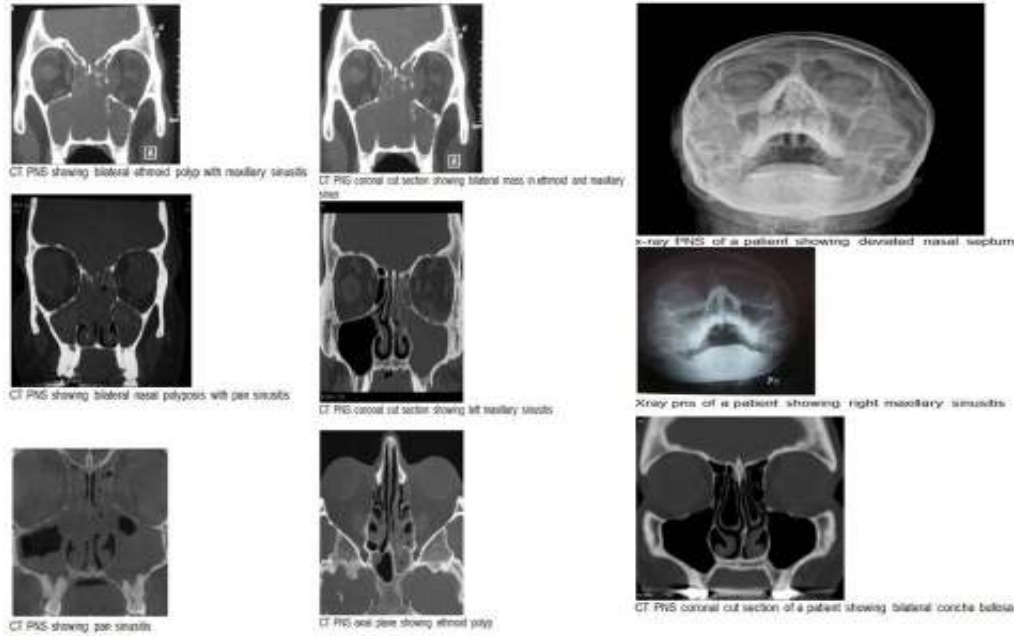 CT PNS showing bilateral ethmoid polyp with maxillary sinusitis
CT PNS coronal cut section showing bilateral mass in ethmoid and maxillary
sinus
x-ray PNS of a patient showing deviated nasal septum
CT PNS showing bilateral nasal polyposis with pan sinusitis
CT PNS coronal cut section showing left maxillary sinusitis
Xray pns of a patient showing right maxillary sinusitis
CT PNS showing pan sinusitis
CT PNS axial plane showing ethmoid polyp
CT PNS coronal cut section of a patient showing bilateral concha bullosa